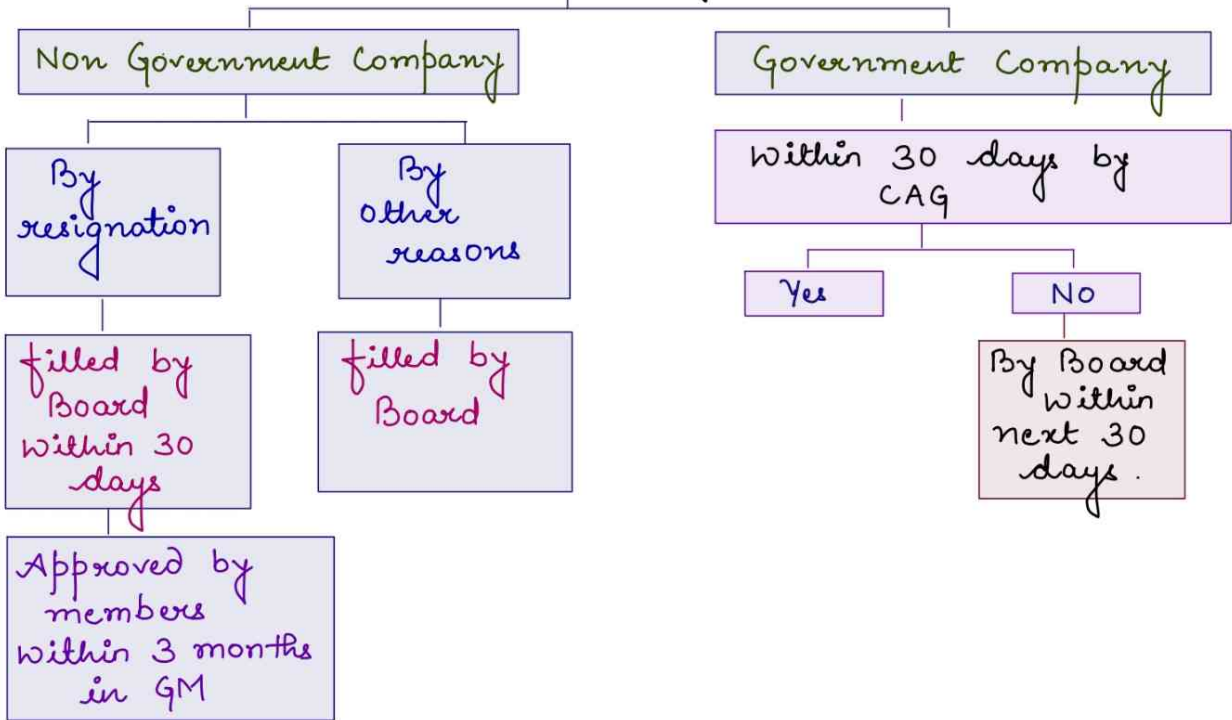 Non Government Company
Government Company
By
resignation
By
other
reasons
Within 30 days by
CAG
Yes
No
filled by
Board
within 30
days
filled by
Board
By Board
within
next 30
days.
Approved by
members
within 3 months
in GM